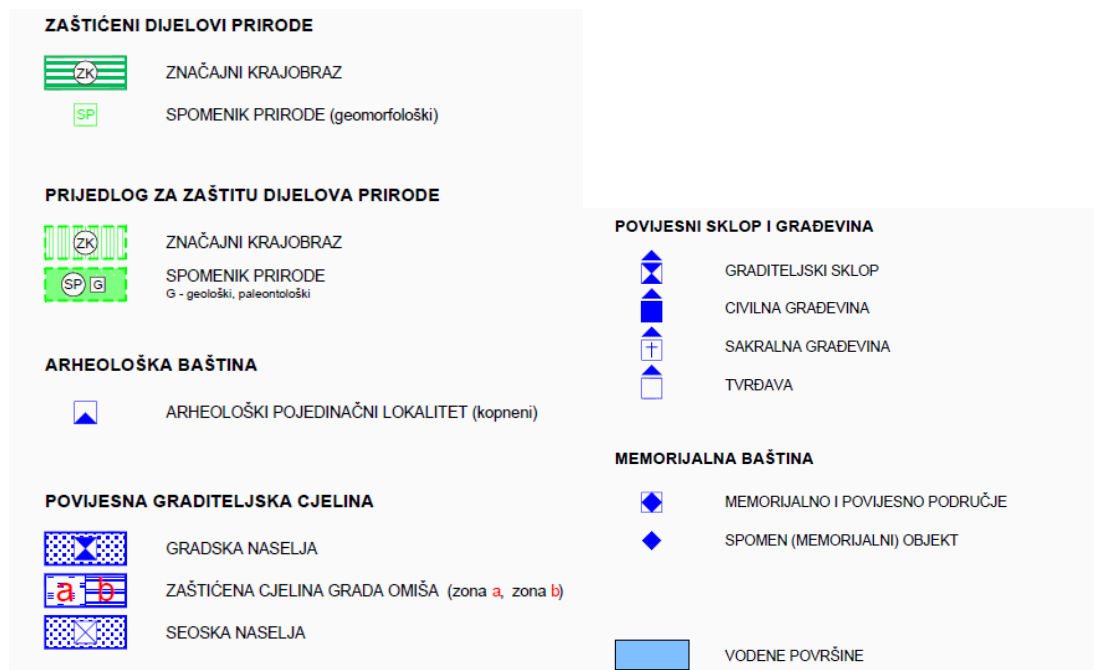 ZAŠTIĆENI DIJELOVI PRIRODE
ZK ZNAČAJNI KRAJOBRAZ
SP SPOMENIK PRIRODE (geomorfološki)
PRIJEDLOG ZA ZAŠTITU DIJELOVA PRIRODE
ZK ZNAČAJNI KRAJOBRAZ
SP G SPOMENIK PRIRODE
G - geološki, paleontološki
ARHEOLOŠKA BAŠTINA
ARHEOLOŠKI POJEDINAČNI LOKALITET (kopneni)
POVIJESNA GRADITELJSKA CJELINA
GRADSKA NASELJA
a b ZAŠTIĆENA CJELINA GRADA OMIŠA (zona a, zona b)
SEOSKA NASELJA
POVIJESNI SKLOP I GRAĐEVINA
GRADITELJSKI SKLOP
CIVILNA GRAĐEVINA
SAKRALNA GRAĐEVINA
TVRĐAVA
MEMORIJALNA BAŠTINA
MEMORIJALNO I POVIJESNO PODRUČJE
SPOMEN (MEMORIJALNI) OBJEKT
VODENE POVRŠINE